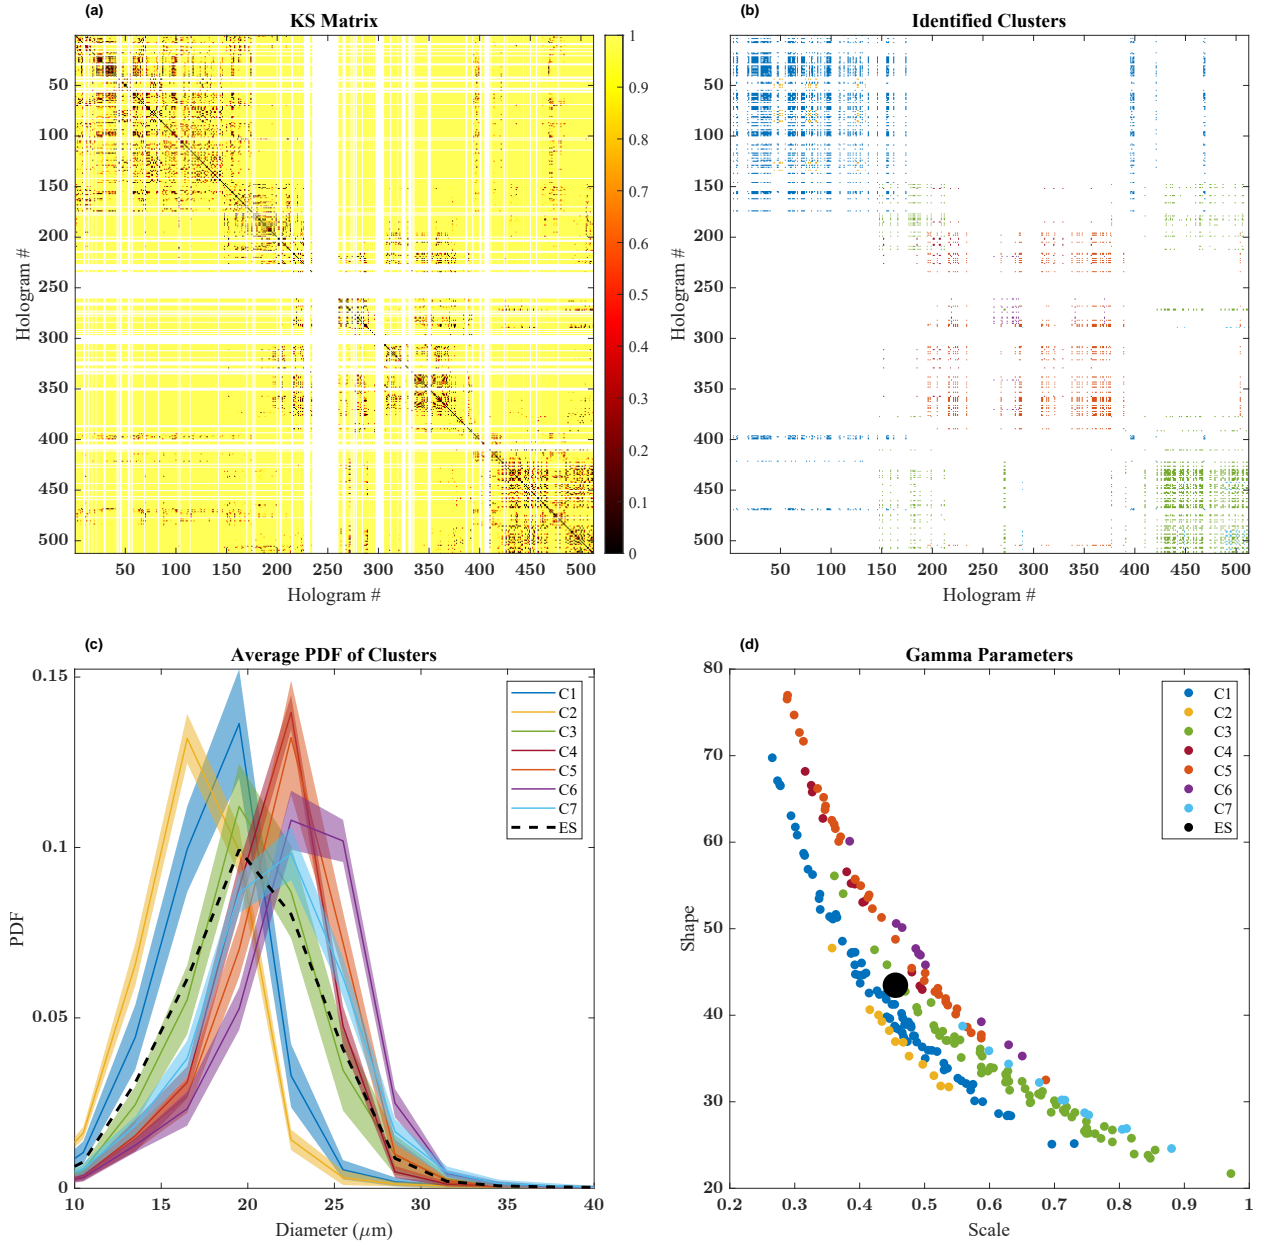 (a)
KS Matrix
50
100
150
200
250
300
350
400
450
500
Hologram #
50 100 150 200 250 300 350 400 450 500
Hologram #
1
0.9
0.8
0.7
0.6
0.5
0.4
0.3
0.2
0.1
0
(b)
Identified Clusters
50
100
150
200
250
300
350
400
450
500
Hologram #
50 100 150 200 250 300 350 400 450 500
Hologram #
(c)
Average PDF of Clusters
0.15
0.1
0.05
0
PDF
10 15 20 25 30 35 40
Diameter (μm)
C1
C2
C3
C4
C5
C6
C7
ES
(d)
Gamma Parameters
80
70
60
50
40
30
20
Shape
0.2 0.3 0.4 0.5 0.6 0.7 0.8 0.9 1
Scale
C1
C2
C3
C4
C5
C6
C7
ES